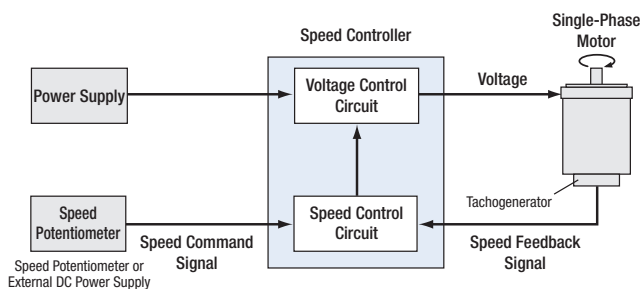 Single-Phase
Motor
Speed Controller
Power Supply
Voltage Control
Circuit
Voltage
Tachogenerator
Speed
Potentiometer
Speed Command
Signal
Speed Control
Circuit
Speed Feedback
Signal
Speed Potentiometer or
External DC Power Supply